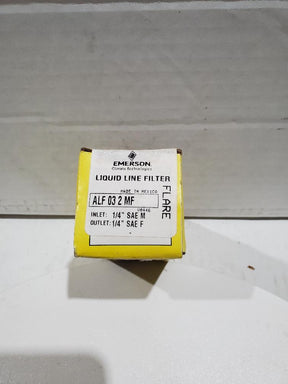 EMERSON
Climate Technologies
LIQUID LINE FILTER
MADE IN MEXICO
ALF 03 2 MF
INLET: 1/4" SAE M
OUTLET: 1/4" SAE F
FLARE